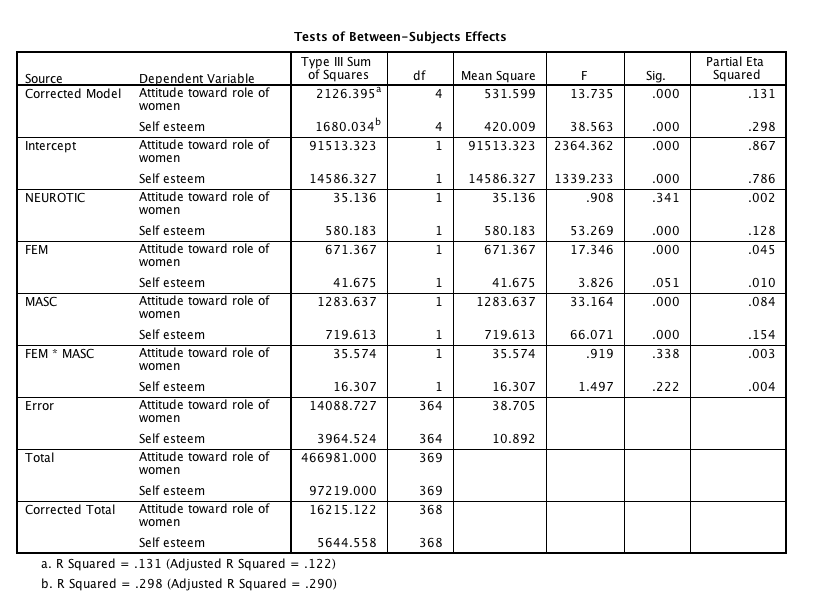 Tests of Between-Subjects Effects
Source Dependent Variable Type III Sum of Squares df Mean Square F Sig. Partial Eta Squared
Corrected Model Attitude toward role of women 2126.395a 4 531.599 13.735 .000 .131
Self esteem 1680.034b 4 420.009 38.563 .000 .298
Intercept Attitude toward role of women 91513.323 1 91513.323 2364.362 .000 .867
Self esteem 14586.327 1 14586.327 1339.233 .000 .786
NEUROTIC Attitude toward role of women 35.136 1 35.136 .908 .341 .002
Self esteem 580.183 1 580.183 53.269 .000 .128
FEM Attitude toward role of women 671.367 1 671.367 17.346 .000 .045
Self esteem 41.675 1 41.675 3.826 .051 .010
MASC Attitude toward role of women 1283.637 1 1283.637 33.164 .000 .084
Self esteem 719.613 1 719.613 66.071 .000 .154
FEM * MASC Attitude toward role of women 35.574 1 35.574 .919 .338 .003
Self esteem 16.307 1 16.307 1.497 .222 .004
Error Attitude toward role of women 14088.727 364 38.705
Self esteem 3964.524 364 10.892
Total Attitude toward role of women 466981.000 369
Self esteem 97219.000 369
Corrected Total Attitude toward role of women 16215.122 368
Self esteem 5644.558 368
a. R Squared = .131 (Adjusted R Squared = .122)
b. R Squared = .298 (Adjusted R Squared = .290)